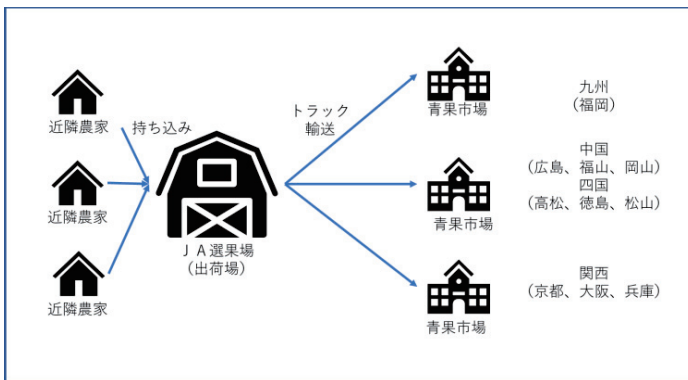 近隣農家
持ち込み
近隣農家
近隣農家
ＪＡ選果場
（出荷場）
トラック
輸送
青果市場
九州
（福岡）
青果市場
中国
（広島、福山、岡山）
四国
（高松、徳島、松山）
青果市場
関西
（京都、大阪、兵庫）